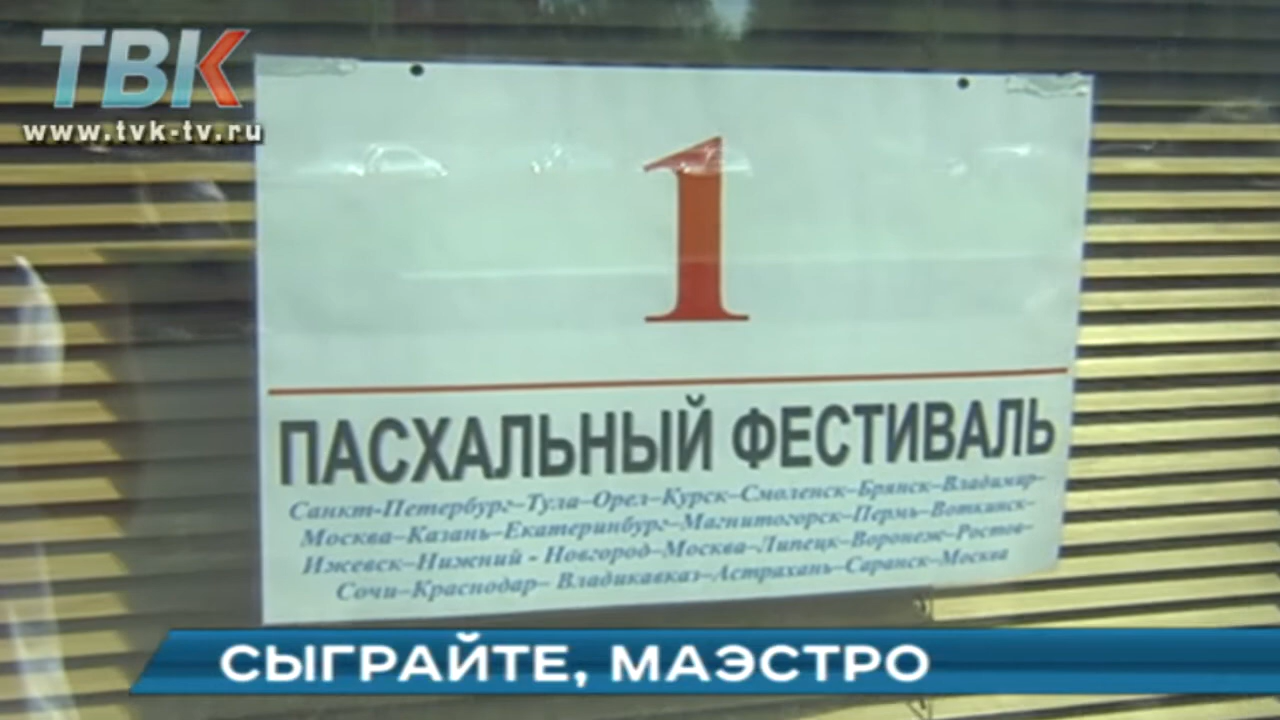 ТВК
www.tvk-tv.ru
1
ПАСХАЛЬНЫЙ ФЕСТИВАЛЬ
Санкт-Петербург–Тула–Орел–Курск–Смоленск–Брянск–Владимир–
Москва–Казань–Екатеринбург–Магнитогорск–Пермь–Воткинск–
Ижевск–Нижний - Новгород–Москва–Липецк–Воронеж–Ростов–
Сочи–Краснодар– Владикавказ–Астрахань–Саранск–Москва
СЫГРАЙТЕ, МАЭСТРО